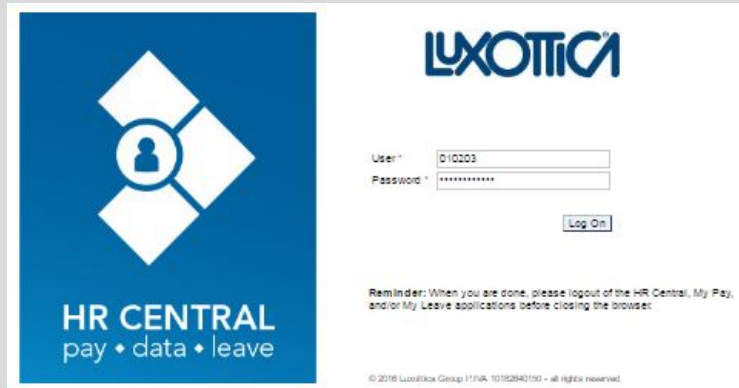 LUXOTTICA
User * 010203
Password * ************
Log On
Reminder: When you are done, please logout of the HR Central, My Pay,
and/or My Leave applications before closing the browser.
HR CENTRAL
pay • data • leave
© 2016 Luxottica Group P.IVA 10182640150 - all rights reserved